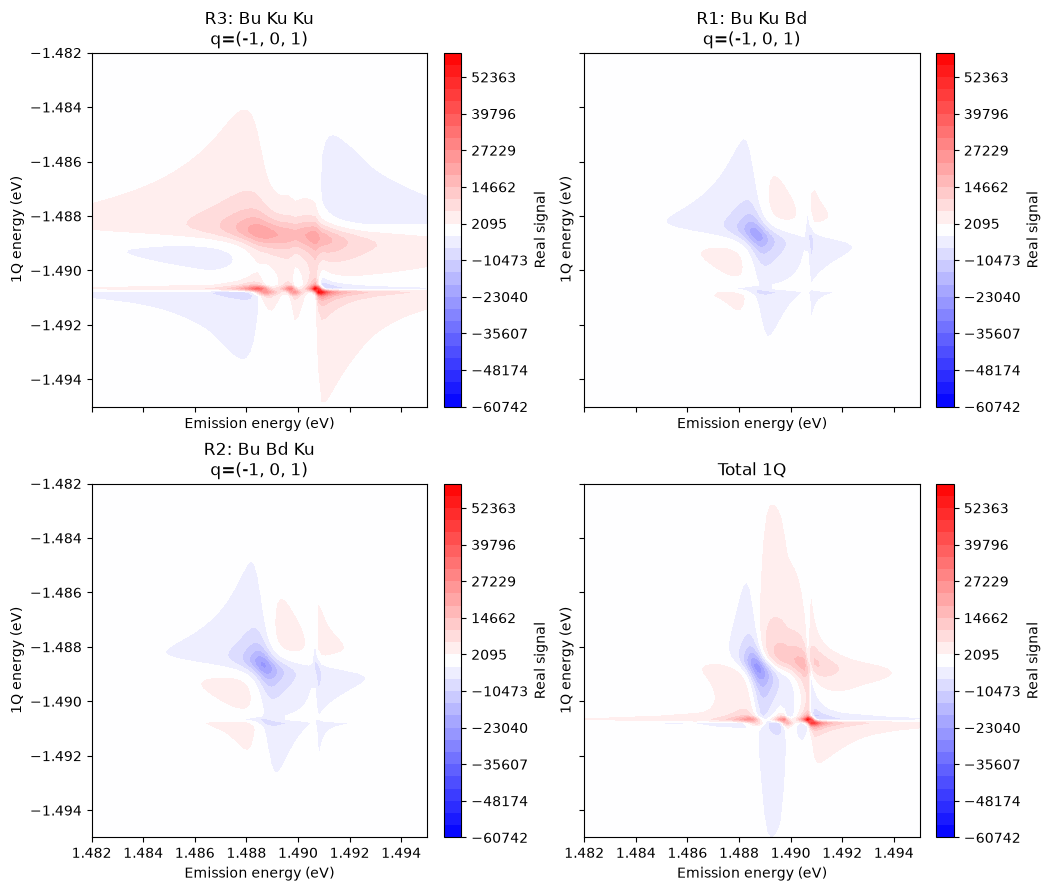 R3: Bu Ku Ku
q=(-1, 0, 1)
R1: Bu Ku Bd
q=(-1, 0, 1)
−1.482
−1.484
−1.486
−1.488
−1.490
−1.492
−1.494
1Q energy (eV)
Emission energy (eV)
52363
39796
27229
14662
2095
−10473
−23040
−35607
−48174
−60742
Real signal
1Q energy (eV)
Emission energy (eV)
52363
39796
27229
14662
2095
−10473
−23040
−35607
−48174
−60742
Real signal
R2: Bu Bd Ku
q=(-1, 0, 1)
Total 1Q
−1.482
−1.484
−1.486
−1.488
−1.490
−1.492
−1.494
1Q energy (eV)
1.482 1.484 1.486 1.488 1.490 1.492 1.494
Emission energy (eV)
52363
39796
27229
14662
2095
−10473
−23040
−35607
−48174
−60742
Real signal
1Q energy (eV)
1.482 1.484 1.486 1.488 1.490 1.492 1.494
Emission energy (eV)
52363
39796
27229
14662
2095
−10473
−23040
−35607
−48174
−60742
Real signal